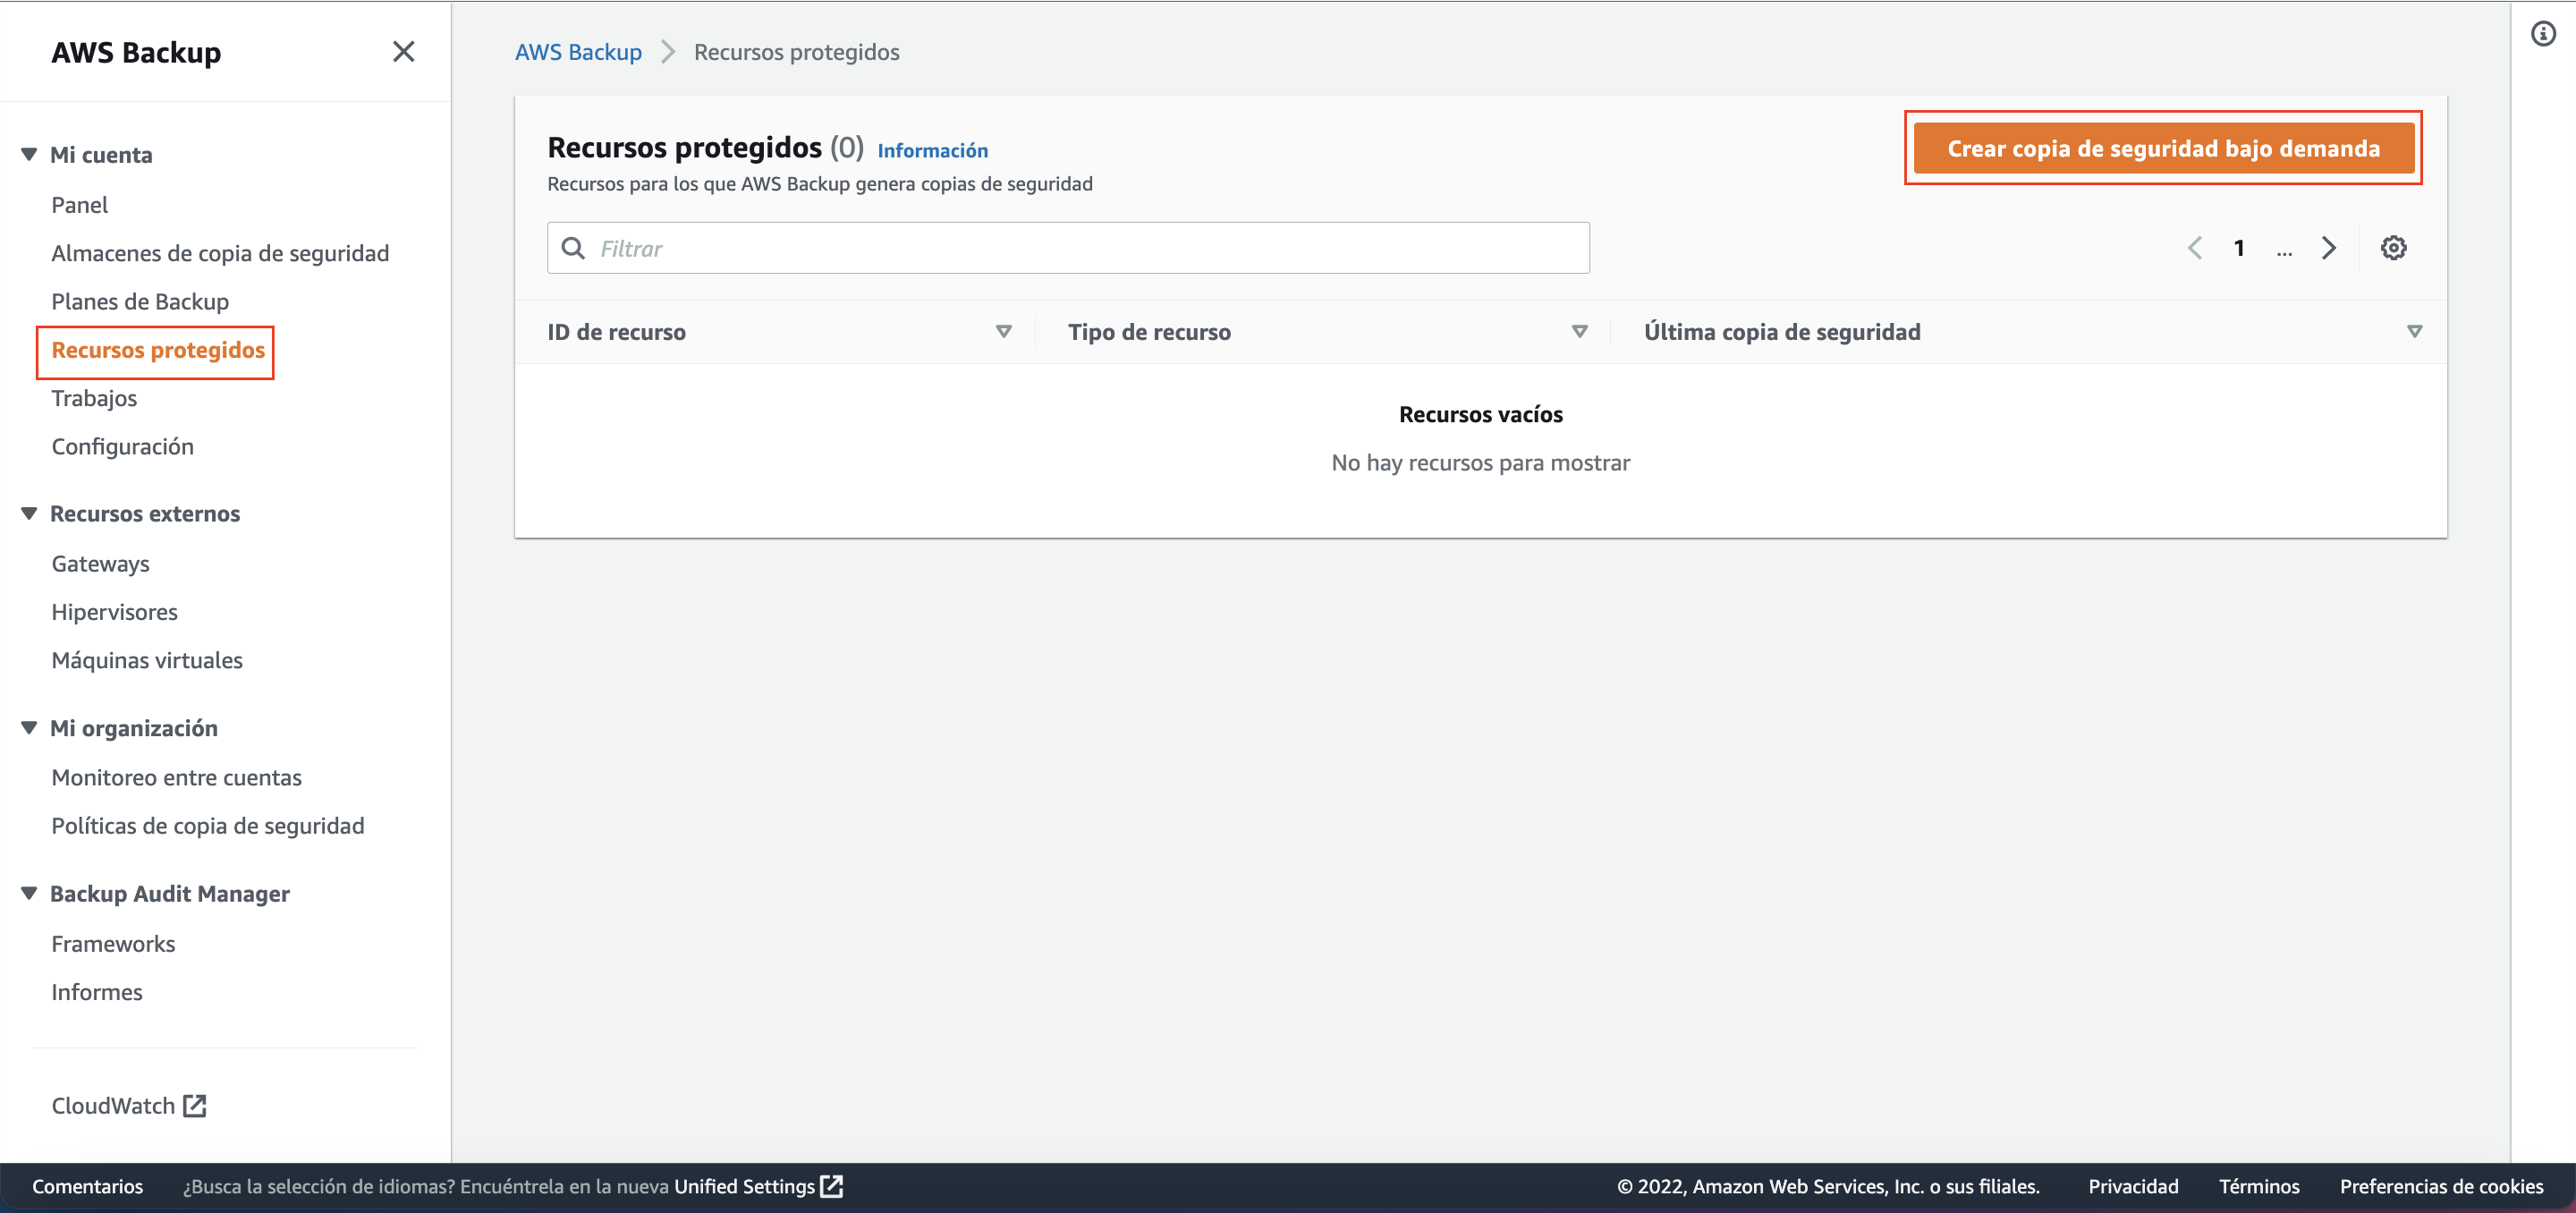 AWS Backup
Mi cuenta
Panel
Almacenes de copia de seguridad
Planes de Backup
Recursos protegidos
Trabajos
Configuración
Recursos externos
Gateways
Hipervisores
Máquinas virtuales
Mi organización
Monitoreo entre cuentas
Políticas de copia de seguridad
Backup Audit Manager
Frameworks
Informes
CloudWatch
AWS Backup Recursos protegidos
Recursos protegidos (0) Información
Recursos para los que AWS Backup genera copias de seguridad
Crear copia de seguridad bajo demanda
Filtrar
1 ...
ID de recurso Tipo de recurso Última copia de seguridad
Recursos vacíos
No hay recursos para mostrar
Comentarios ¿Busca la selección de idiomas? Encuéntrela en la nueva Unified Settings © 2022, Amazon Web Services, Inc. o sus filiales. Privacidad Términos Preferencias de cookies